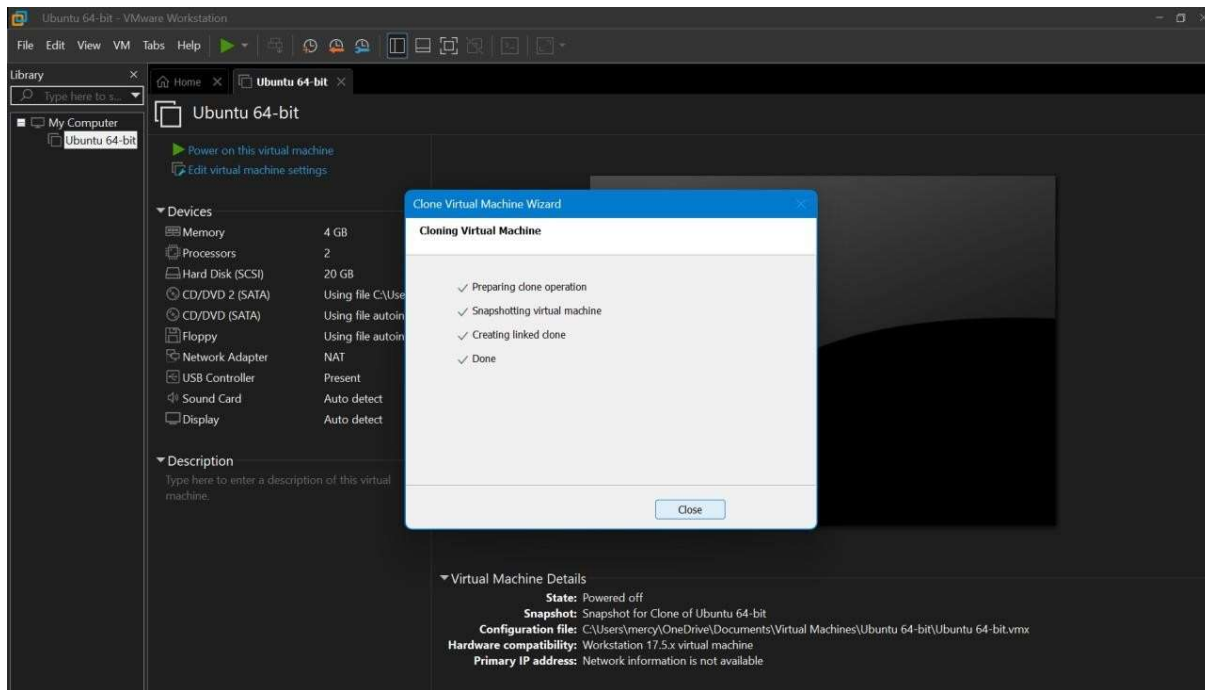 Ubuntu 64-bit - VMware Workstation
File Edit View VM Tabs Help
Library
Type here to s...
My Computer
Ubuntu 64-bit
Home
Ubuntu 64-bit
Ubuntu 64-bit
Power on this virtual machine
Edit virtual machine settings
Devices
Memory 4 GB
Processors 2
Hard Disk (SCSI) 20 GB
CD/DVD 2 (SATA) Using file C:\Use
CD/DVD (SATA) Using file autoin
Floppy Using file autoin
Network Adapter NAT
USB Controller Present
Sound Card Auto detect
Display Auto detect
Description
Type here to enter a description of this virtual
machine.
Clone Virtual Machine Wizard
Cloning Virtual Machine
Preparing clone operation
Snapshotting virtual machine
Creating linked clone
Done
Close
Virtual Machine Details
State: Powered off
Snapshot: Snapshot for Clone of Ubuntu 64-bit
Configuration file: C:\Users\mercy\OneDrive\Documents\Virtual Machines\Ubuntu 64-bit\Ubuntu 64-bit.vmx
Hardware compatibility: Workstation 17.5.x virtual machine
Primary IP address: Network information is not available